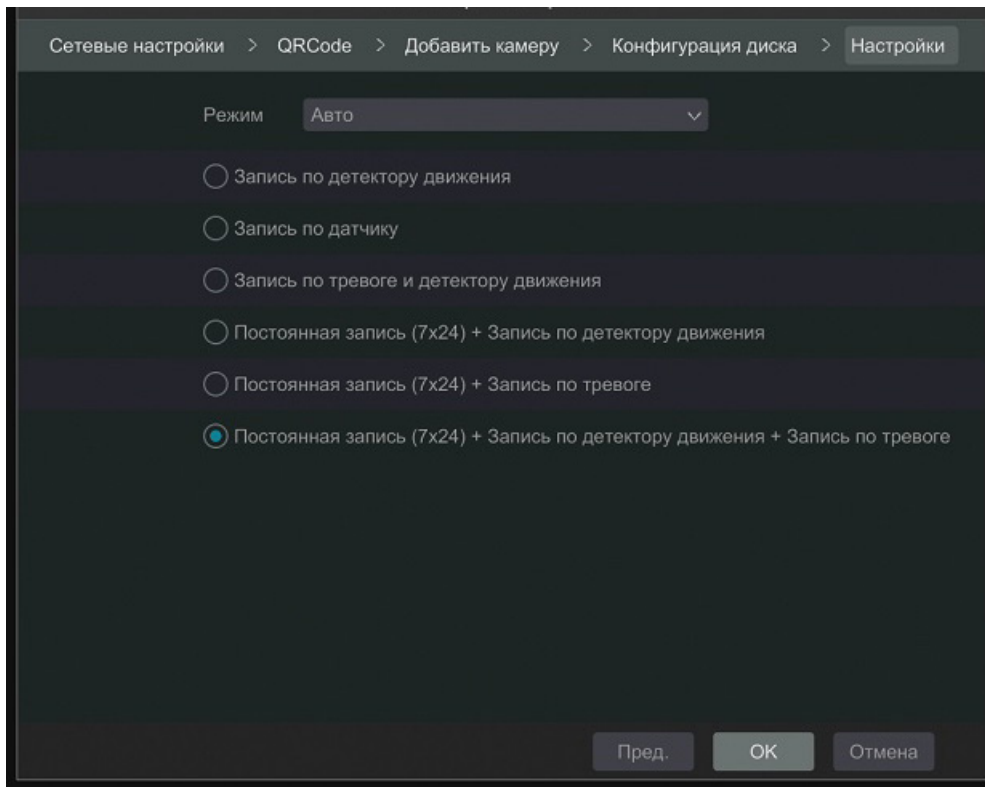 Сетевые настройки > QRCode > Добавить камеру > Конфигурация диска > Настройки
Режим Авто
Запись по детектору движения
Запись по датчику
Запись по тревоге и детектору движения
Постоянная запись (7x24) + Запись по детектору движения
Постоянная запись (7x24) + Запись по тревоге
Постоянная запись (7x24) + Запись по детектору движения + Запись по тревоге
Пред. OK Отмена